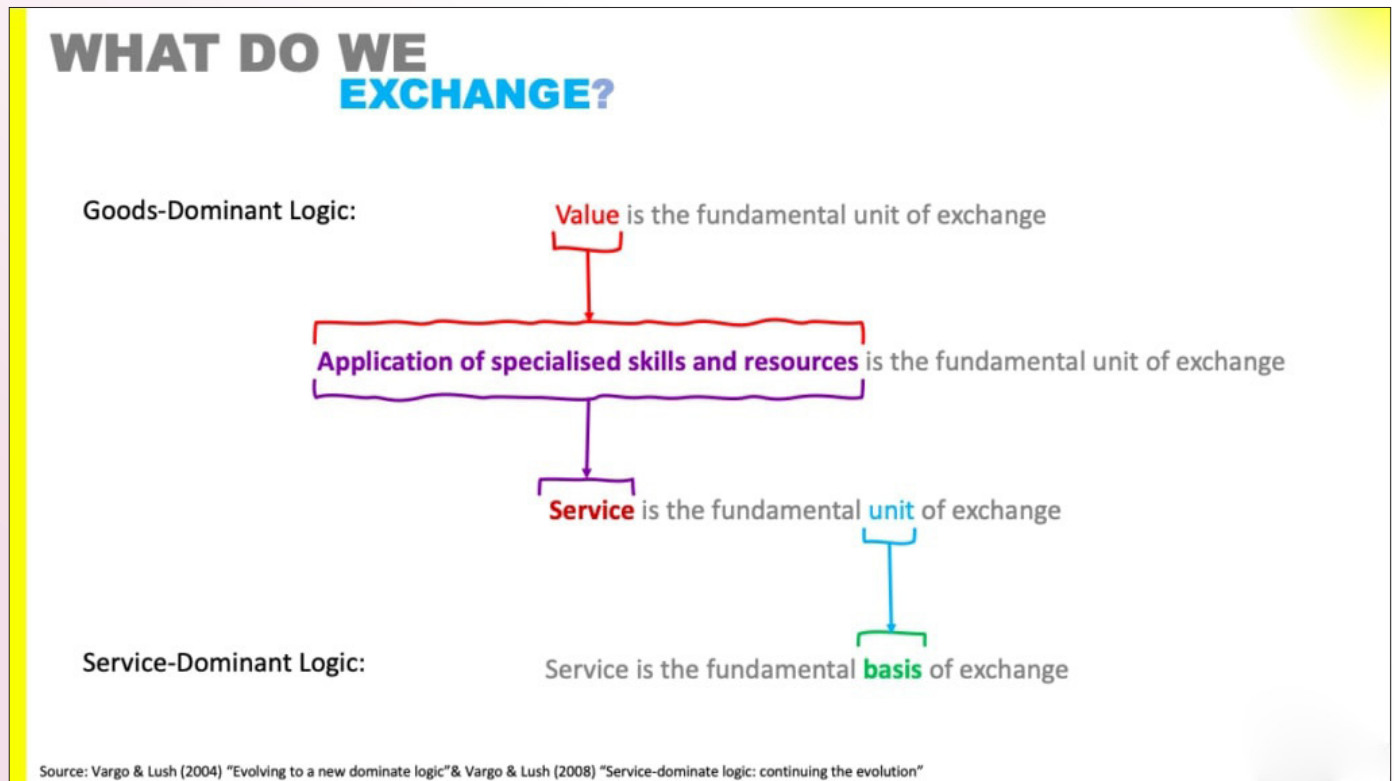 WHAT DO WE
EXCHANGE?
Goods-Dominant Logic:
Value is the fundamental unit of exchange
Application of specialised skills and resources is the fundamental unit of exchange
Service is the fundamental unit of exchange
Service-Dominant Logic:
Service is the fundamental basis of exchange
Source: Vargo & Lush (2004) "Evolving to a new dominate logic"& Vargo & Lush (2008) "Service-dominate logic: continuing the evolution"